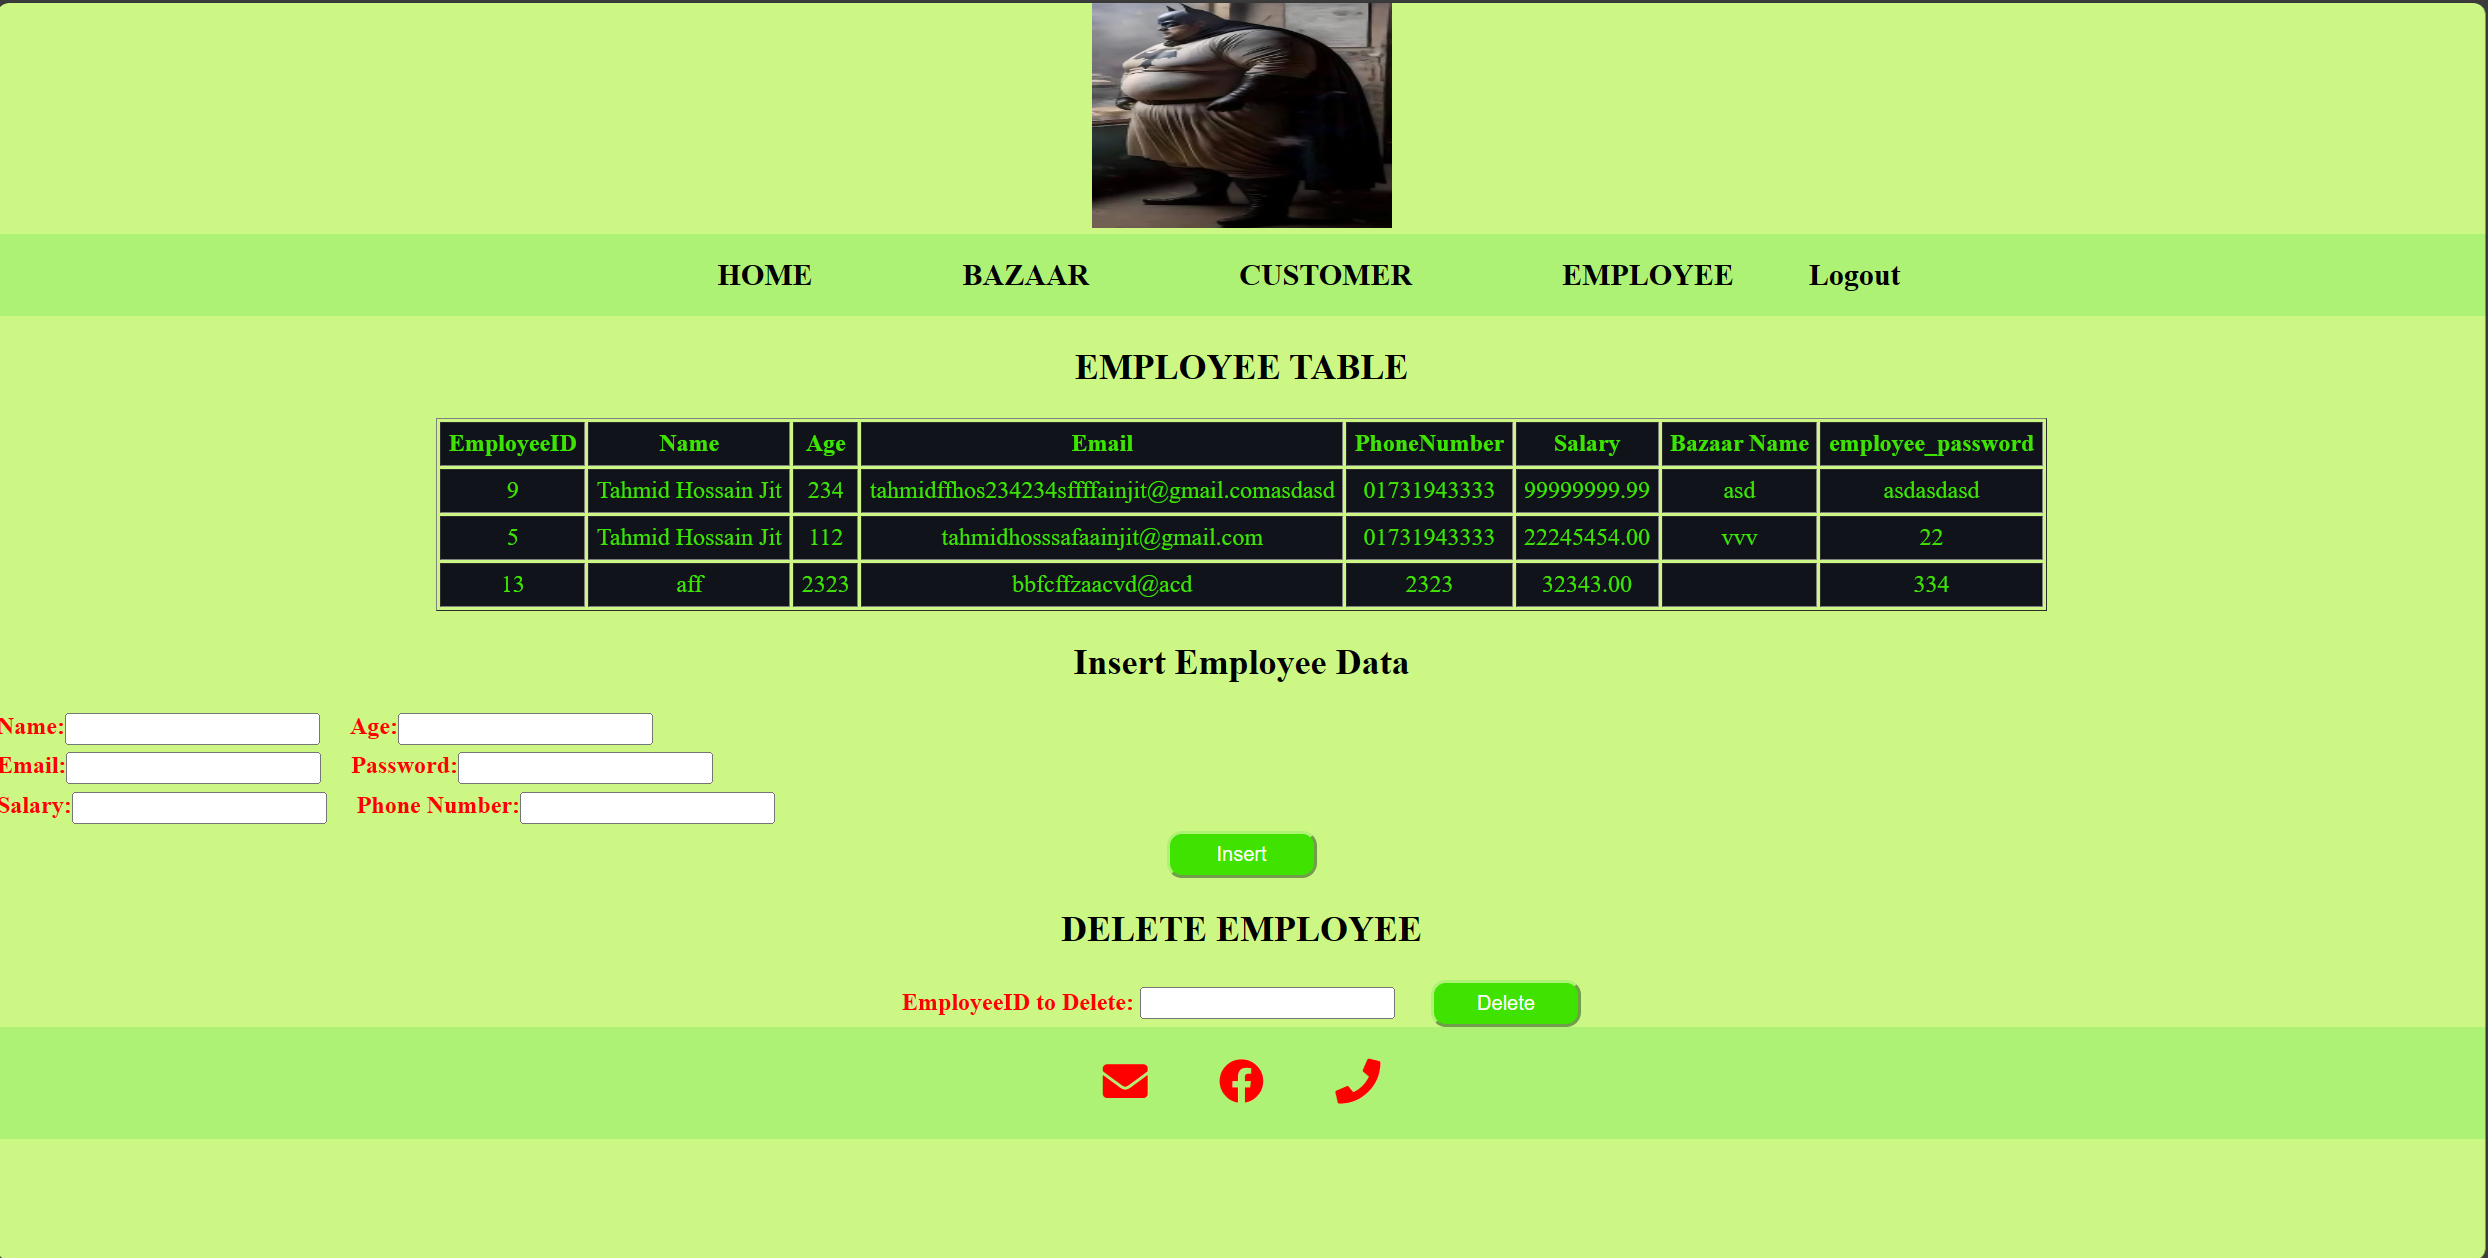 HOME BAZAAR CUSTOMER EMPLOYEE Logout
EMPLOYEE TABLE
EmployeeID Name Age Email PhoneNumber Salary Bazaar Name employee_password
9 Tahmid Hossain Jit 234 tahmidffhos234234sffffainjit@gmail.comasdasd 01731943333 99999999.99 asd asdasdasd
5 Tahmid Hossain Jit 112 tahmidhosssafaainjit@gmail.com 01731943333 22245454.00 vvv 22
13 aff 2323 bbfcffzaacvd@acd 2323 32343.00 334
Insert Employee Data
Name: Age:
Email: Password:
Salary: Phone Number:
Insert
DELETE EMPLOYEE
EmployeeID to Delete: Delete